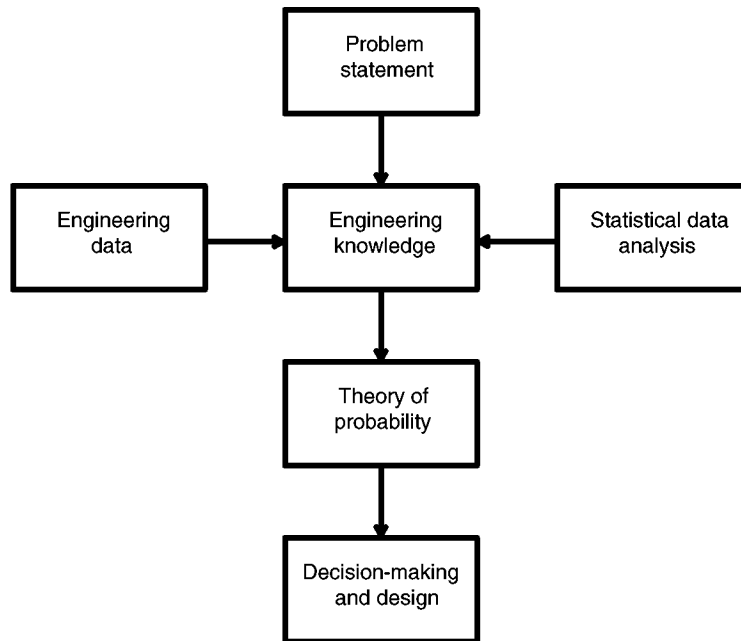 Problem
statement
Engineering
data
Engineering
knowledge
Statistical data
analysis
Theory of
probability
Decision-making
and design